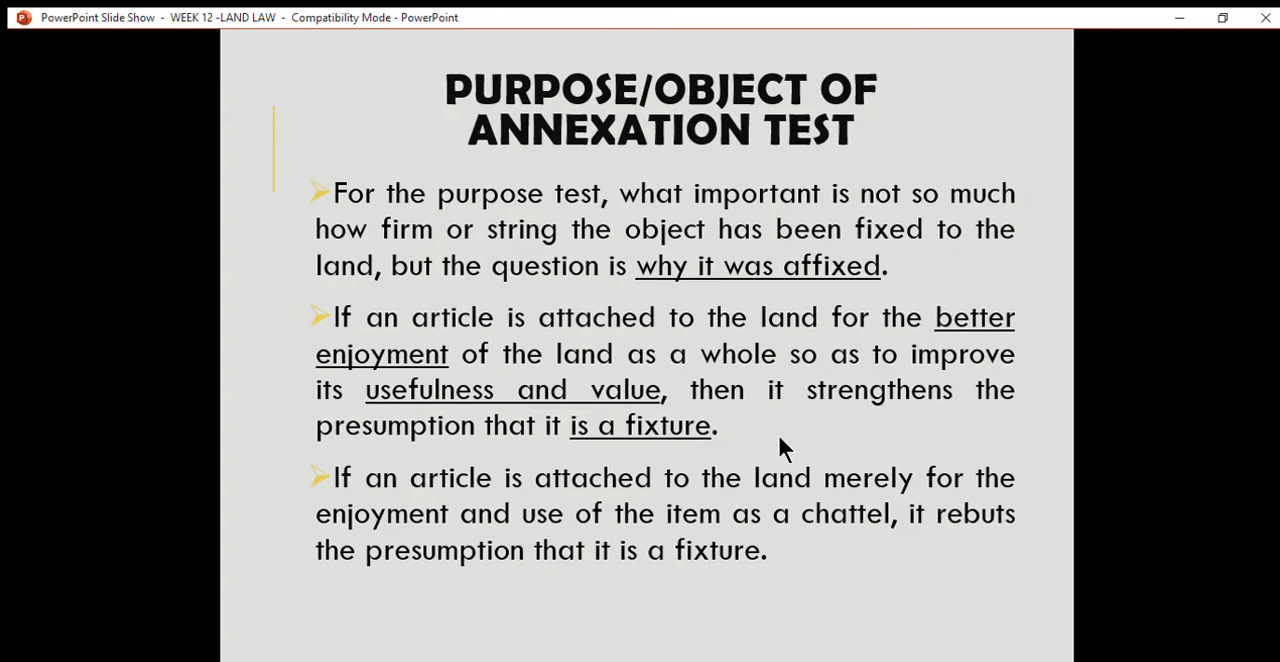 PowerPoint Slide Show - WEEK 12 -LAND LAW - Compatibility Mode - PowerPoint
PURPOSE/OBJECT OF
ANNEXATION TEST
➢For the purpose test, what important is not so much
how firm or string the object has been fixed to the
land, but the question is why it was affixed.
➢If an article is attached to the land for the better
enjoyment of the land as a whole so as to improve
its usefulness and value, then it strengthens the
presumption that it is a fixture.
➢If an article is attached to the land merely for the
enjoyment and use of the item as a chattel, it rebuts
the presumption that it is a fixture.